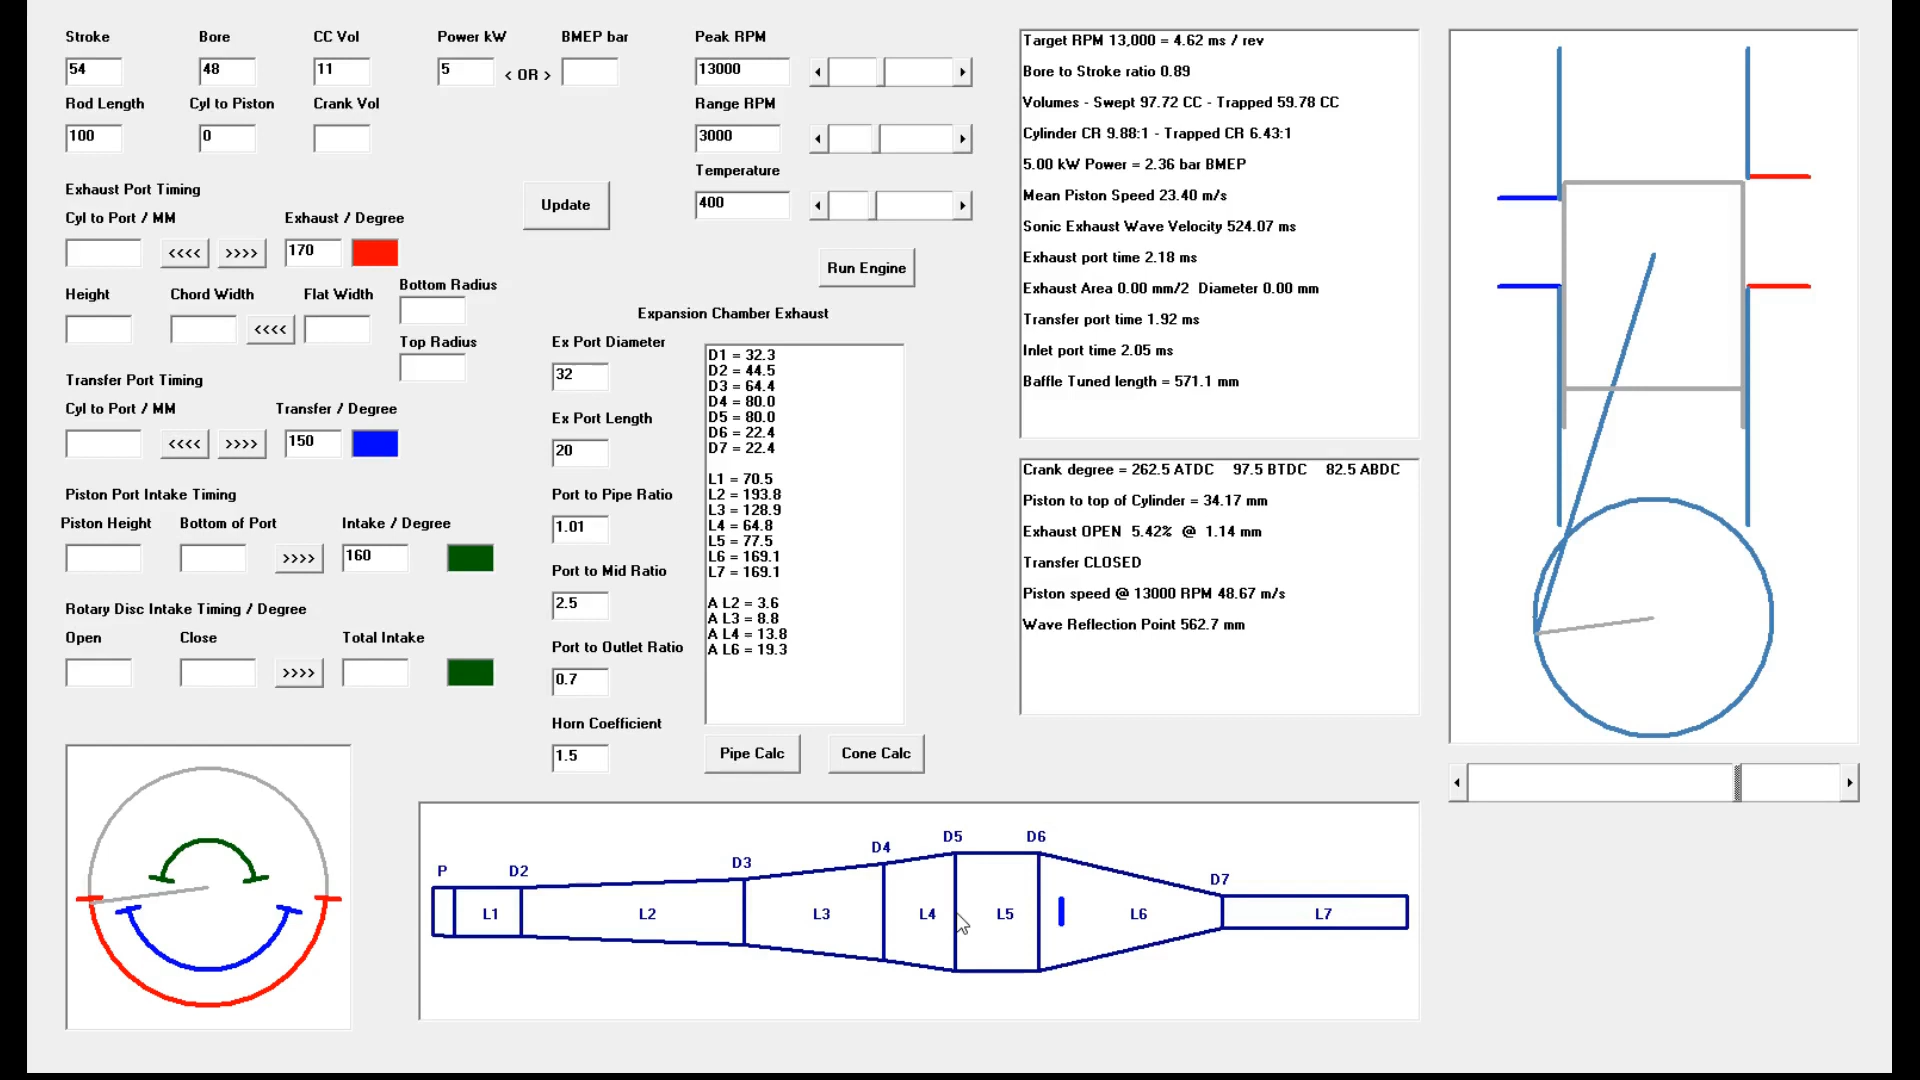 Stroke
Bore
CC Vol
Power kW
BMEP bar
Peak RPM
54
48
11
5
< OR >
13000
Rod Length
Cyl to Piston
Crank Vol
Range RPM
100
0
3000
Temperature
400
Exhaust Port Timing
Cyl to Port / MM
Exhaust / Degree
Update
<<<<
>>>>
170
Run Engine
Height
Chord Width
Flat Width
Bottom Radius
<<<<
Top Radius
Transfer Port Timing
Cyl to Port / MM
Transfer / Degree
<<<<
>>>>
150
Piston Port Intake Timing
Piston Height
Bottom of Port
Intake / Degree
>>>>
160
Rotary Disc Intake Timing / Degree
Open
Close
Total Intake
>>>>
Expansion Chamber Exhaust
Ex Port Diameter
32
Ex Port Length
20
Port to Pipe Ratio
1.01
Port to Mid Ratio
2.5
Port to Outlet Ratio
0.7
Horn Coefficient
1.5
D1 = 32.3
D2 = 44.5
D3 = 64.4
D4 = 80.0
D5 = 80.0
D6 = 22.4
D7 = 22.4
L1 = 70.5
L2 = 193.8
L3 = 128.9
L4 = 64.8
L5 = 77.5
L6 = 169.1
L7 = 169.1
A L2 = 3.6
A L3 = 8.8
A L4 = 13.8
A L6 = 19.3
Pipe Calc
Cone Calc
Target RPM 13,000 = 4.62 ms / rev
Bore to Stroke ratio 0.89
Volumes - Swept 97.72 CC - Trapped 59.78 CC
Cylinder CR 9.88:1 - Trapped CR 6.43:1
5.00 kW Power = 2.36 bar BMEP
Mean Piston Speed 23.40 m/s
Sonic Exhaust Wave Velocity 524.07 ms
Exhaust port time 2.18 ms
Exhaust Area 0.00 mm/2 Diameter 0.00 mm
Transfer port time 1.92 ms
Inlet port time 2.05 ms
Baffle Tuned length = 571.1 mm
Crank degree = 262.5 ATDC 97.5 BTDC 82.5 ABDC
Piston to top of Cylinder = 34.17 mm
Exhaust OPEN 5.42% @ 1.14 mm
Transfer CLOSED
Piston speed @ 13000 RPM 48.67 m/s
Wave Reflection Point 562.7 mm
P
D2
D3
D4
D5
D6
D7
L1
L2
L3
L4
L5
L6
L7